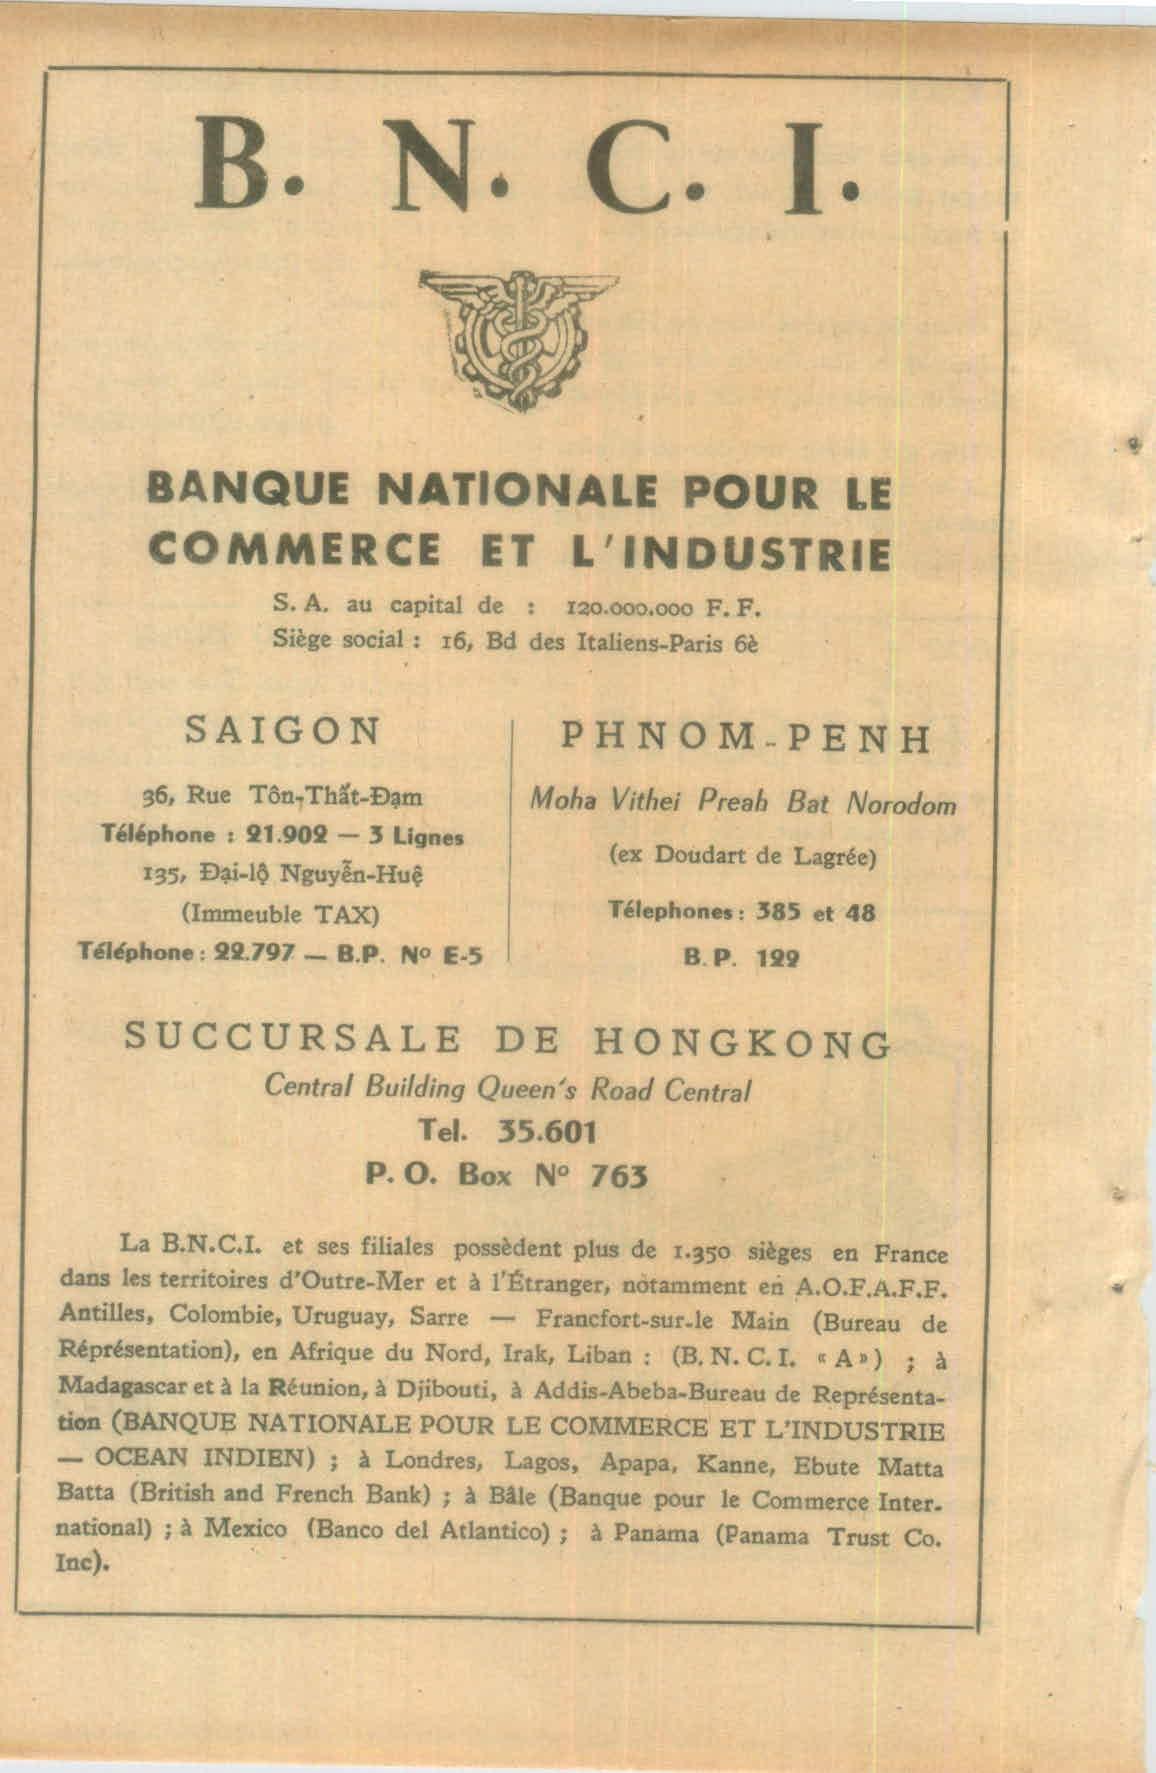 B. N. C. I.
BANQUE NATIONALE POUR LE
COMMERCE ET L'INDUSTRIE
S. A. au capital de : 120.000.000 F. F.
Siège social : 16, Bd des Italiens-Paris 6è
SAIGON
36, Rue Tôn-Thất-Đạm
Téléphone : 21.902 — 3 Lignes
135, Đại-lộ Nguyễn-Huệ
(Immeuble TAX)
Téléphone : 22.797 — B.P. Nº E-5
PHNOM-PENH
Moha Vithei Preah Bat Norodom
(ex Doudart de Lagrée)
Télephones : 385 et 48
B. P. 122
SUCCURSALE DE HONGKONG
Central Building Queen's Road Central
Tel. 35.601
P. O. Box Nº 763
La B.N.C.I. et ses filiales possèdent plus de 1.350 sièges en France
dans les territoires d'Outre-Mer et à l'Étranger, notamment en A.O.F.A.F.F.
Antilles, Colombie, Uruguay, Sarre — Francfort-sur-le Main (Bureau de
Réprésentation), en Afrique du Nord, Irak, Liban : (B. N. C. I. « A ») ; à
Madagascar et à la Réunion, à Djibouti, à Addis-Abeba-Bureau de Représenta-
tion (BANQUE NATIONALE POUR LE COMMERCE ET L'INDUSTRIE
— OCEAN INDIEN) ; à Londres, Lagos, Apapa, Kanne, Ebute Matta
Batta (British and French Bank) ; à Bâle (Banque pour le Commerce Inter-
national) ; à Mexico (Banco del Atlantico) ; à Panama (Panama Trust Co.
Inc).